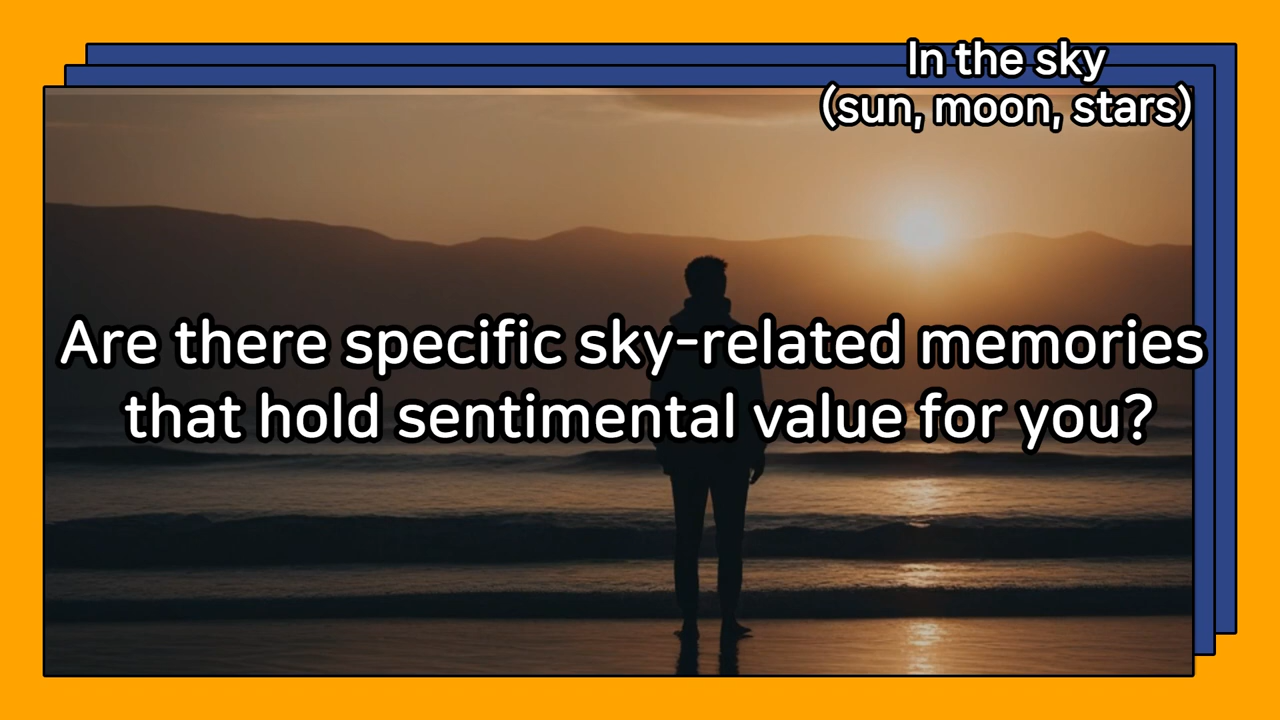 In the sky
(sun, moon, stars)
Are there specific sky-related memories
that hold sentimental value for you?